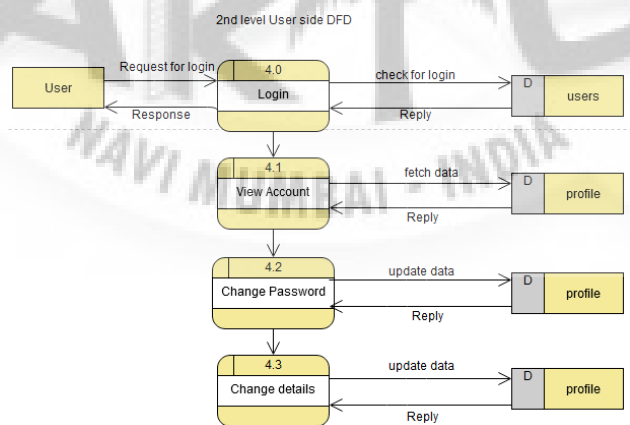 2nd level User side DFD
User
Request for login
Response
4.0
Login
check for login
Reply
D
users
4.1
View Account
fetch data
Reply
D
profile
4.2
Change Password
update data
Reply
D
profile
4.3
Change details
update data
Reply
D
profile
NAVI MUMBAI - INDIA